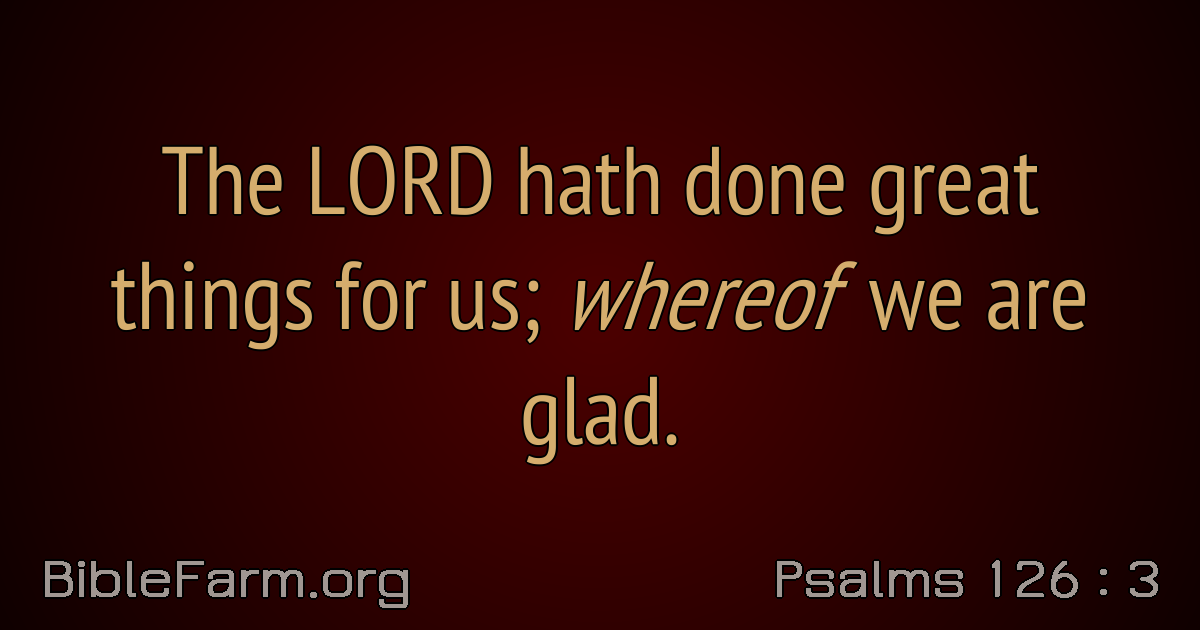 The LORD hath done great
things for us; whereof we are
glad.
BibleFarm.org
Psalms 126 : 3